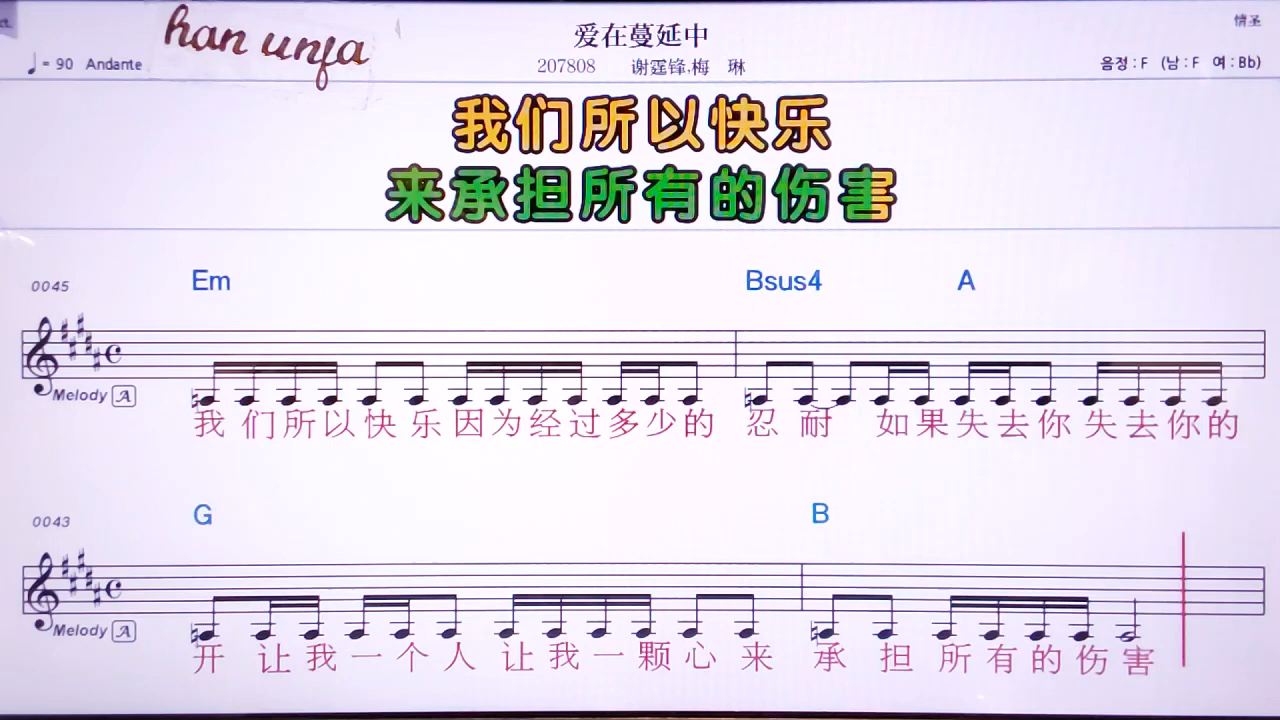 han unfa
爱在蔓延中
情圣
♩= 90 Andante
207808 谢霆锋,梅 琳
음정 : F (남 : F 여 : Bb)
我们所以快乐
来承担所有的伤害
0045
Em Bsus4 A
Melody A
我们所以快乐因为经过多少的 忍耐 如果失去你失去你的
0043
G B
Melody A
开 让我一个人 让我一颗心来 承担所有的伤害